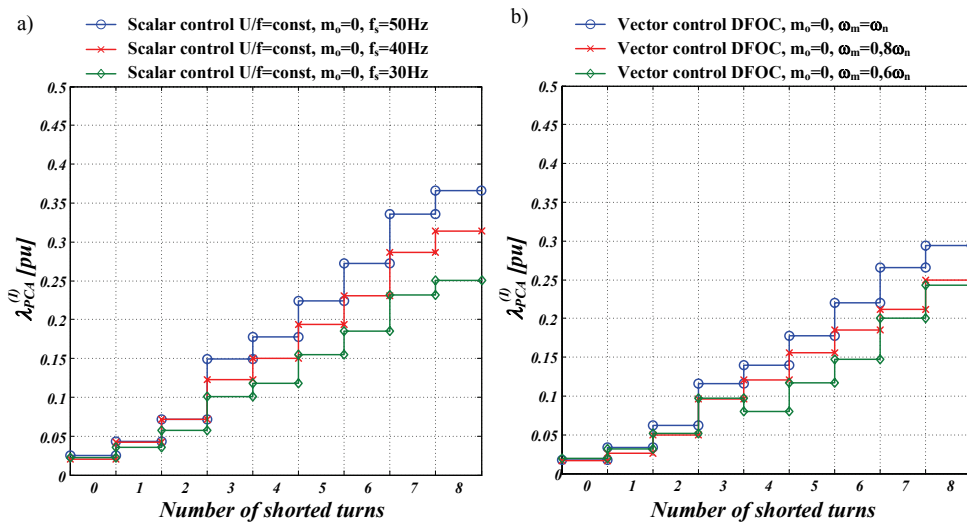 a)
Scalar control U/f=const, mₒ=0, fₛ=50Hz
Scalar control U/f=const, mₒ=0, fₛ=40Hz
Scalar control U/f=const, mₒ=0, fₛ=30Hz
0.5
0.45
0.4
0.35
0.3
0.25
0.2
0.15
0.1
0.05
0
λ_PCA^(1) [pu]
0 1 2 3 4 5 6 7 8
Number of shorted turns
b)
Vector control DFOC, mₒ=0, ωₘ=ωₙ
Vector control DFOC, mₒ=0, ωₘ=0,8ωₙ
Vector control DFOC, mₒ=0, ωₘ=0,6ωₙ
0.5
0.45
0.4
0.35
0.3
0.25
0.2
0.15
0.1
0.05
0
λ_PCA^(1) [pu]
0 1 2 3 4 5 6 7 8
Number of shorted turns